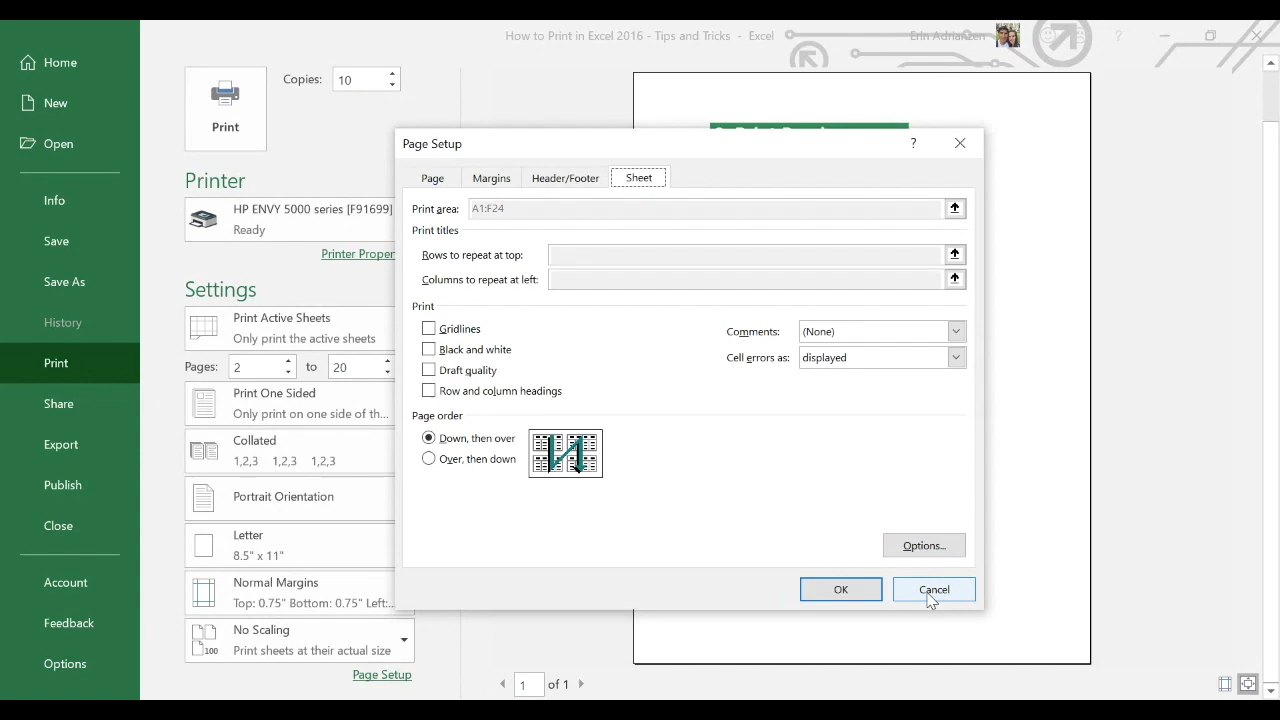 How to Print in Excel 2016 - Tips and Tricks - Excel
Erin Adrianzen
?
Home
New
Open
Info
Save
Save As
History
Print
Share
Export
Publish
Close
Account
Feedback
Options
Print
Copies: 10
Printer
HP ENVY 5000 series [F91699]
Ready
Printer Proper
Settings
Print Active Sheets
Only print the active sheets
Pages: 2 to 20
Print One Sided
Only print on one side of th...
Collated
1,2,3 1,2,3 1,2,3
Portrait Orientation
Letter
8.5" x 11"
Normal Margins
Top: 0.75" Bottom: 0.75" Left:...
No Scaling
100
Print sheets at their actual size
Page Setup
Page Setup
?
Page Margins Header/Footer Sheet
Print area: A1:F24
Print titles
Rows to repeat at top:
Columns to repeat at left:
Print
Gridlines
Black and white
Draft quality
Row and column headings
Comments: (None)
Cell errors as: displayed
Page order
Down, then over
Over, then down
Options...
OK Cancel
1 of 1